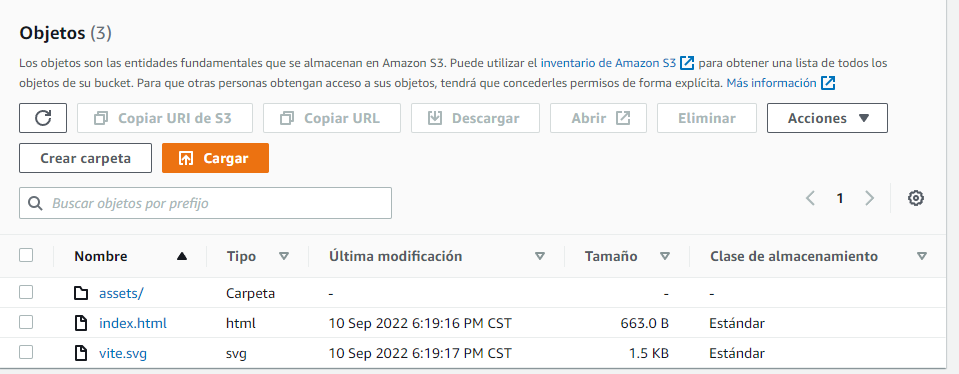 Objetos (3)
Los objetos son las entidades fundamentales que se almacenan en Amazon S3. Puede utilizar el inventario de Amazon S3 para obtener una lista de todos los
objetos de su bucket. Para que otras personas obtengan acceso a sus objetos, tendrá que concederles permisos de forma explícita. Más información
Copiar URI de S3 Copiar URL Descargar Abrir Eliminar Acciones
Crear carpeta Cargar
Buscar objetos por prefijo 1
Nombre Tipo Última modificación Tamaño Clase de almacenamiento
assets/ Carpeta - - -
index.html html 10 Sep 2022 6:19:16 PM CST 663.0 B Estándar
vite.svg svg 10 Sep 2022 6:19:17 PM CST 1.5 KB Estándar